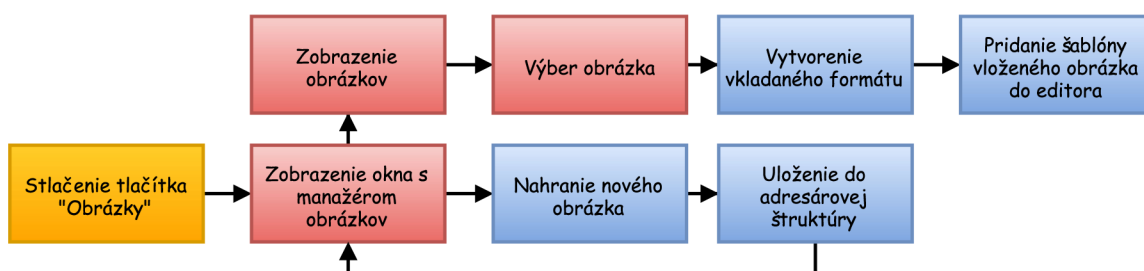 Zobrazenie
obrázkov
Výber obrázka
Vytvorenie
vkladaného formátu
Pridanie šablóny
vloženého obrázka
do editora
Stlačenie tlačítka
"Obrázky"
Zobrazenie okna s
manažérom
obrázkov
Nahranie nového
obrázka
Uloženie do
adresárovej
štruktúry